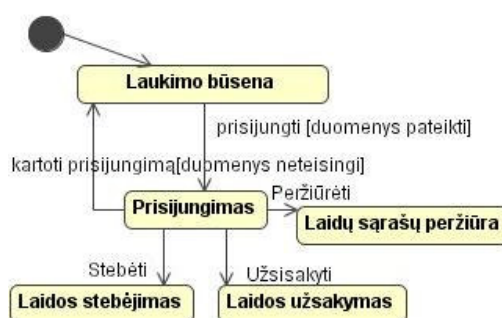 Laukimo būsena
prisijungti [duomenys pateikti]
kartoti prisijungimą[duomenys neteisingi]
Peržiūrėti
Prisijungimas
Laidų sąrašų peržiūra
Stebėti
Užsisakyti
Laidos stebėjimas
Laidos užsakymas